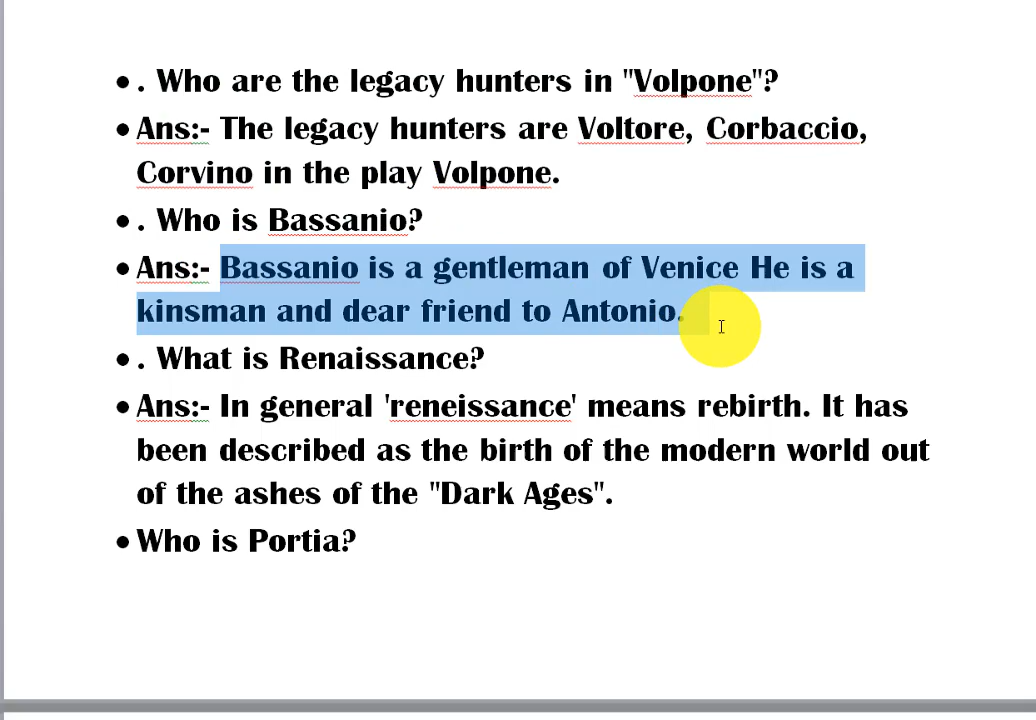 • . Who are the legacy hunters in "Volpone"?
• Ans:- The legacy hunters are Voltore, Corbaccio,
Corvino in the play Volpone.
• . Who is Bassanio?
• Ans:- Bassanio is a gentleman of Venice He is a
kinsman and dear friend to Antonio.
• . What is Renaissance?
• Ans:- In general 'reneissance' means rebirth. It has
been described as the birth of the modern world out
of the ashes of the "Dark Ages".
• Who is Portia?